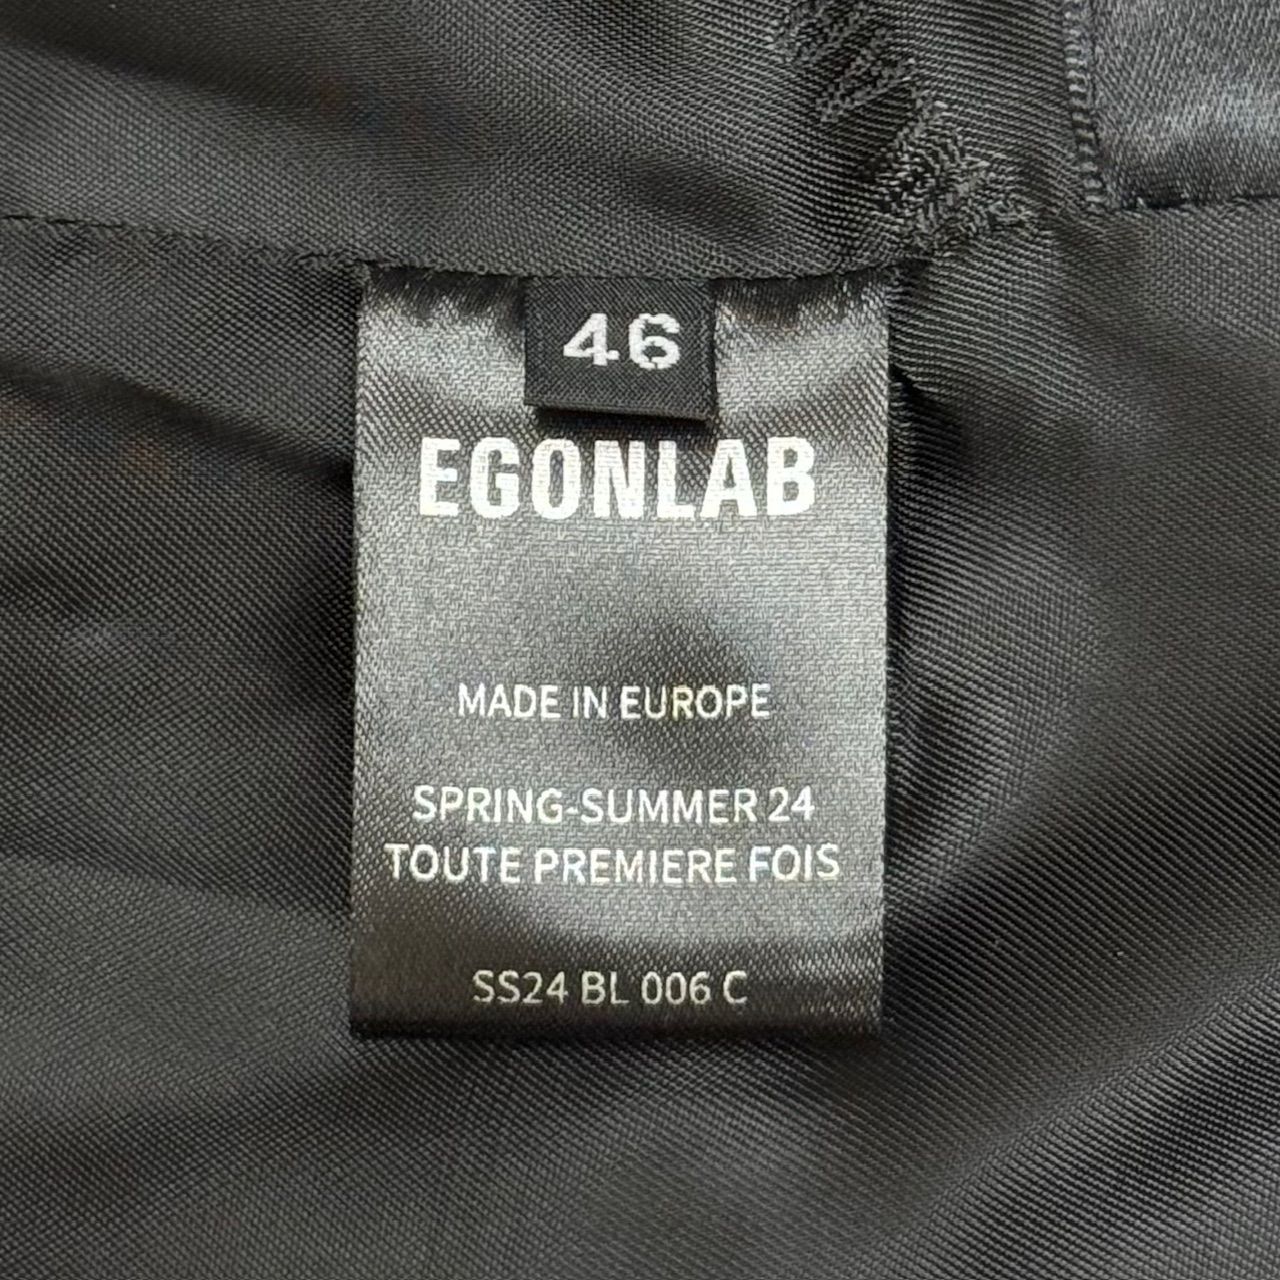 46
EGONLAB
MADE IN EUROPE
SPRING-SUMMER 24
TOUTE PREMIERE FOIS
SS24 BL 006 C